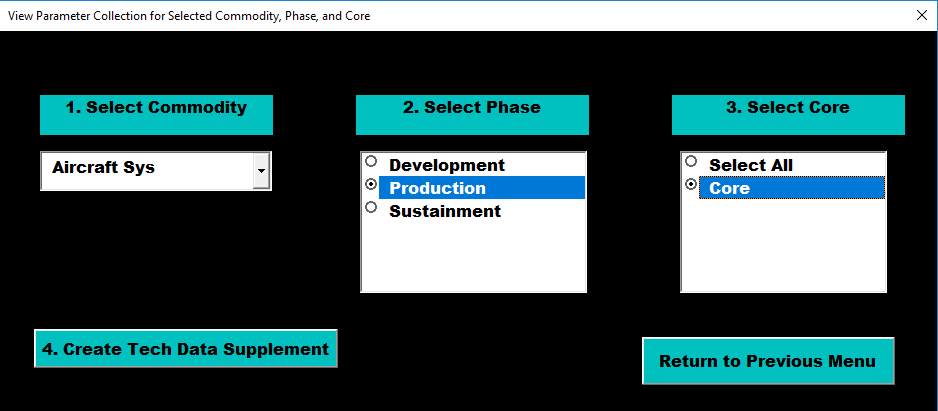 View Parameter Collection for Selected Commodity, Phase, and Core
1. Select Commodity
2. Select Phase
3. Select Core
Aircraft Sys
Development
Production
Sustainment
Select All
Core
4. Create Tech Data Supplement
Return to Previous Menu